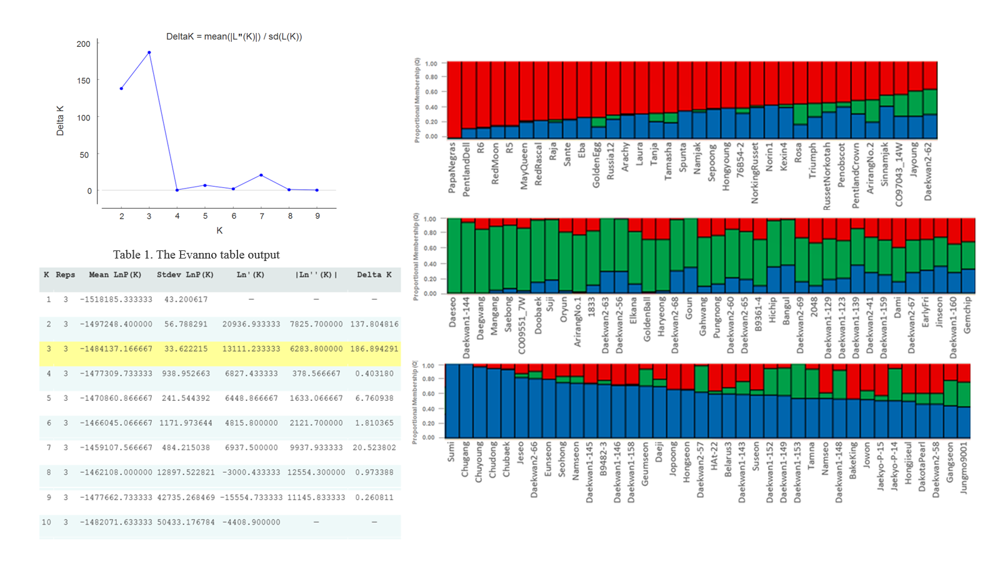 DeltaK = mean(|L"(K)|) / sd(L(K))
200
150
100
50
0
Delta K
2 3 4 5 6 7 8 9
K
Table 1. The Evanno table output
K Reps Mean LnP(K) Stdev LnP(K) Ln'(K) |Ln''(K)| Delta K
1 3 -1518185.333333 43.200617 — — —
2 3 -1497248.400000 56.788291 20936.933333 7825.700000 137.804816
3 3 -1484137.166667 33.622215 13111.233333 6283.800000 186.894291
4 3 -1477309.733333 938.952663 6827.433333 378.566667 0.403180
5 3 -1470860.866667 241.544392 6448.866667 1633.066667 6.760938
6 3 -1466045.066667 1171.973644 4815.800000 2121.700000 1.810365
7 3 -1459107.566667 484.215038 6937.500000 9937.933333 20.523802
8 3 -1462108.000000 12897.522821 -3000.433333 12554.300000 0.973388
9 3 -1477662.733333 42735.268469 -15554.733333 11145.833333 0.260811
10 3 -1482071.633333 50433.176784 -4408.900000 — —
Proportional Membership (Q)
1.00
0.80
0.60
0.40
0.20
0.00
PapaNegras
PentlandDell
R6
RedMoon
R5
MayQueen
RedRascal
Raja
Sante
Eba
GoldenEgg
Russia12
Arachy
Laura
Tanja
Tamasha
Spunta
Namjak
Sepoong
Hongyoung
76B54-2
NorkingRusset
Norin1
Kexin4
Rosa
Triumph
RussetNorkotah
Penobscot
PentlandCrown
ArirangNo.2
Sinnamjak
CO97043_14W
Jayoung
Daekwan2-62
Proportional Membership (Q)
1.00
0.80
0.60
0.40
0.20
0.00
Daeseo
Daekwan1-144
Daegwang
Mangang
Saebong
CO09551_7W
Doobaek
Suji
Oryun
ArirangNo.1
1833
Daekwan2-63
Daekwan2-56
Elkana
GoldenBall
Haryeong
Daekwan2-68
Goun
Gahwang
Pungnong
Daekwan2-60
Daekwan2-65
B9361-4
Hichip
Bangul
Daekwan2-69
2048
Daekwan1-129
Daekwan1-123
Daekwan1-139
Daekwan2-41
Daekwan1-159
Dami
Daekwan2-67
EarlyFri
Jinseon
Daekwan1-160
Gemchip
Proportional Membership (Q)
1.00
0.80
0.60
0.40
0.20
0.00
Sumi
Chugang
Chuyoung
Chudong
Chubaek
Jeseo
Daekwan2-66
Eunseon
Seohong
Namseon
Daekwan1-145
B9482-3
Daekwan1-146
Daekwan1-158
Geumseon
Daeji
Jopoong
Hongseon
Daekwan2-57
HAt-22
Belarus3
Daekwan1-143
Suseon
Daekwan1-152
Daekwan1-149
Daekwan1-153
Tamna
Namseo
Daekwan1-148
BakeKing
Jowon
Jaekyo-P-15
Jaekyo-P-14
Hongjiseul
DakotaPearl
Daekwan2-58
Gangseon
Jungmo9001